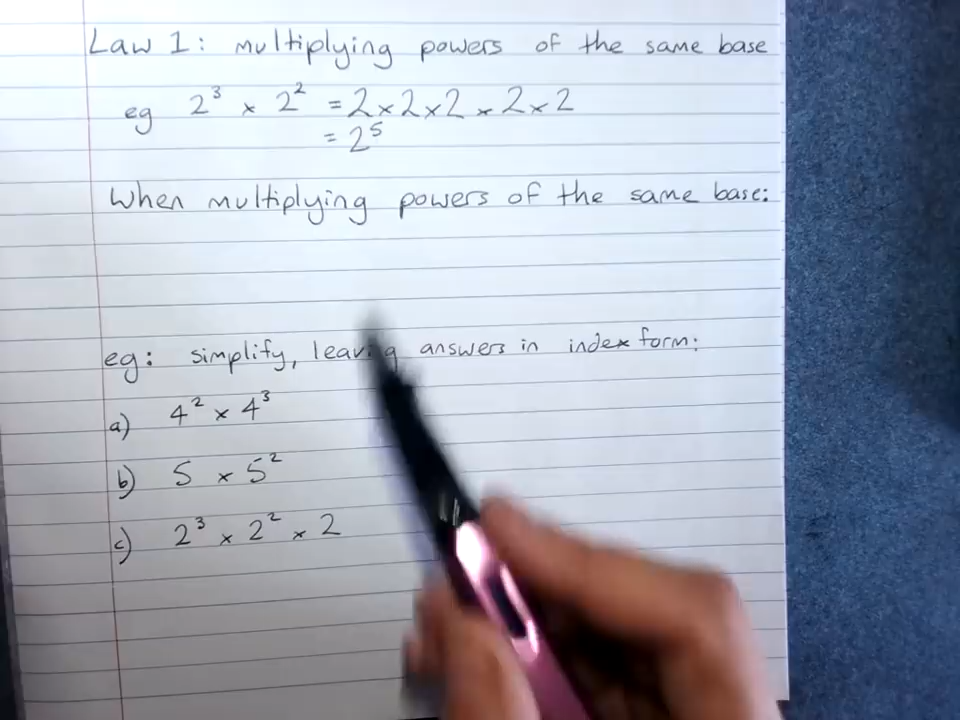 Law 1: multiplying powers of the same base
eg 2³ × 2² = 2 × 2 × 2 × 2 × 2
= 2⁵
When multiplying powers of the same base:
eg: simplify, leaving answers in index form:
a) 4² × 4³
b) 5 × 5²
c) 2³ × 2² × 2